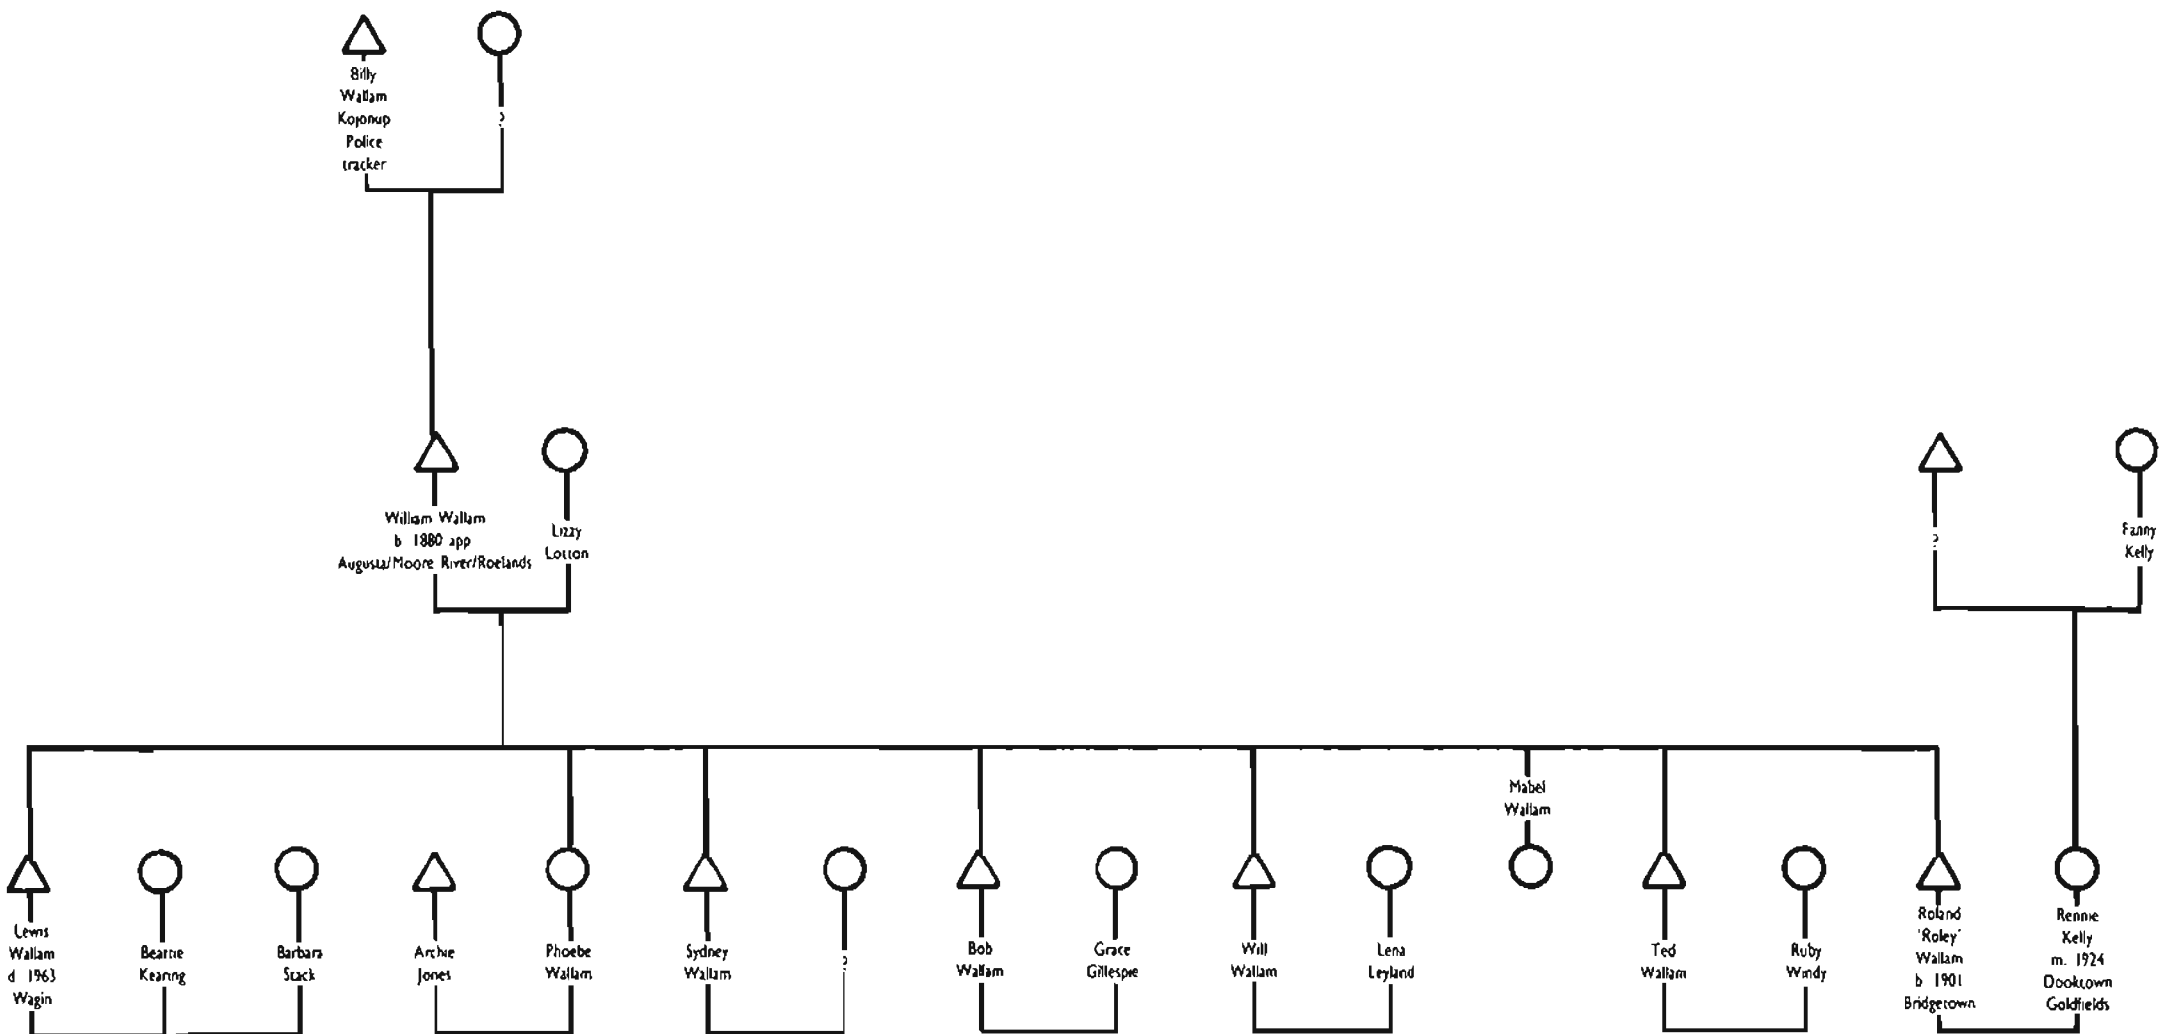 Billy
Wallam
Kojonup
Police
tracker
?
William Wallam
b 1880 app
Augusta/Moore River/Roelands
Lizzy
Lotton
?
Fanny
Kelly
Mabel
Wallam
Lewis
Wallam
d 1963
Wagin
Beattie
Kearing
Barbara
Stack
Archie
Jones
Phoebe
Wallam
Sydney
Wallam
?
Bob
Wallam
Grace
Gillespie
Will
Wallam
Lena
Leyland
Ted
Wallam
Ruby
Windy
Roland
'Roley'
Wallam
b 1901
Bridgetown
Rennie
Kelly
m. 1924
Dooktown
Goldfields